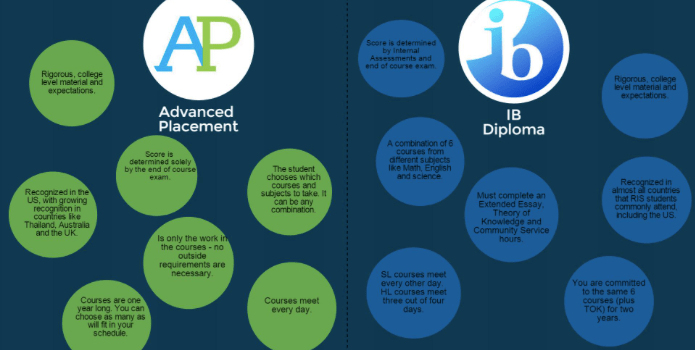 AP
Advanced
Placement
Rigorous, college
level material and
expectations.
Score is
determined solely
by the end of course
exam.
The student
chooses which
courses and
subjects to take. It
can be any
combination.
Recognized in the
US, with growing
recognition in
countries like
Thailand, Australia
and the UK.
Is only the work in
the courses - no
outside
requirements are
necessary.
Courses are one
year long. You can
choose as many as
will fit in your
schedule.
Courses meet
every day.
ib
IB
Diploma
Score is determined
by Internal
Assessments and
end of course exam.
Rigorous, college
level material and
expectations.
A combination of 6
courses from
different subjects
like Math, English
and science
Must complete an
Extended Essay,
Theory of
Knowledge and
Community Service
hours.
Recognized in
almost all countries
that RIS students
commonly attend,
including the US.
SL courses meet
every other day.
HL courses meet
three out of four
days.
You are committed
to the same 6
courses (plus
TOK) for two
years.